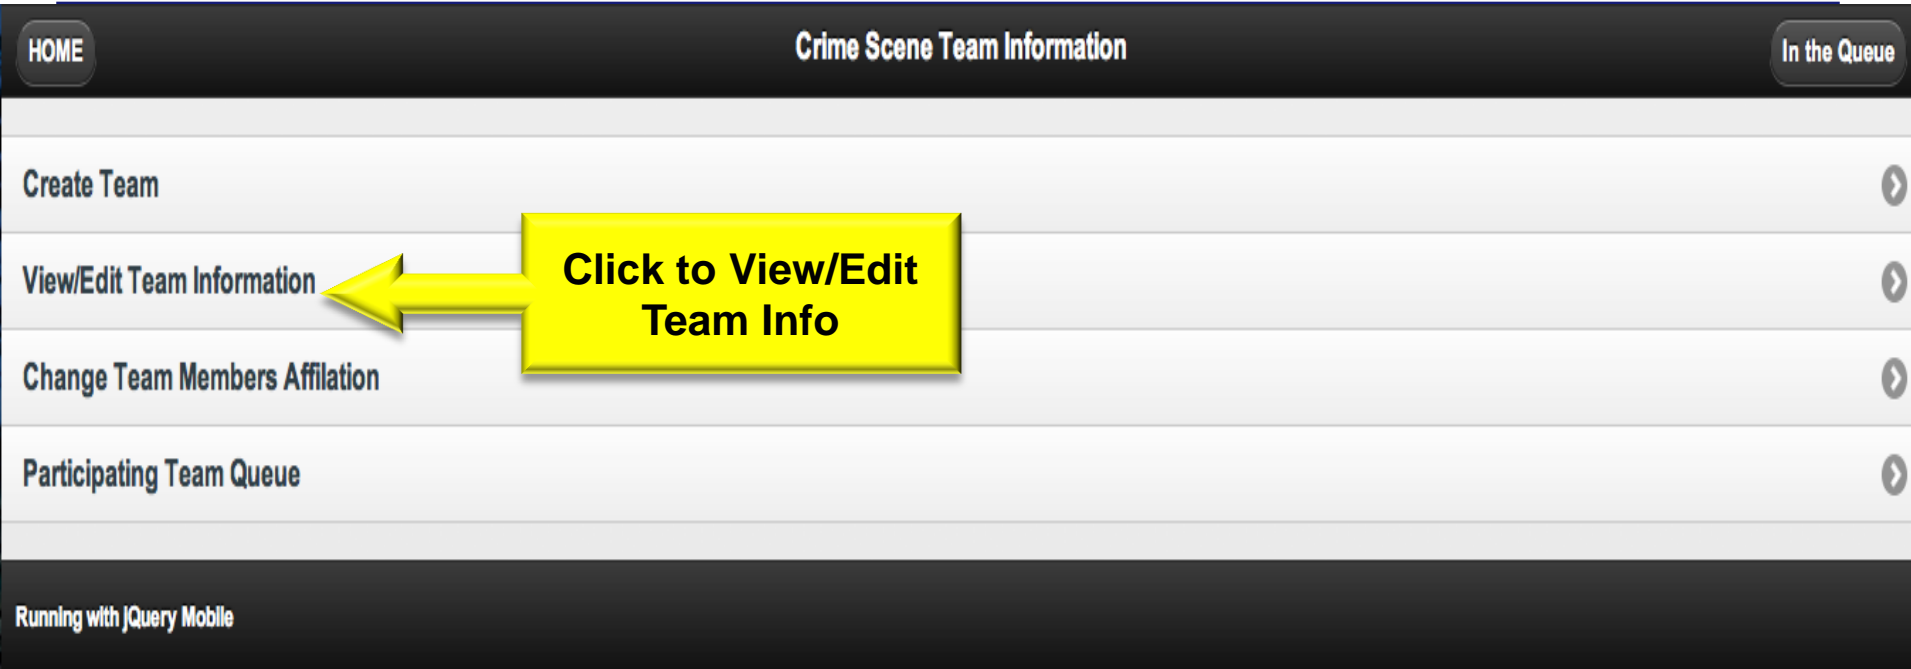 HOME
Crime Scene Team Information
In the Queue
Create Team
View/Edit Team Information
Click to View/Edit
Team Info
Change Team Members Affilation
Participating Team Queue
Running with jQuery Mobile